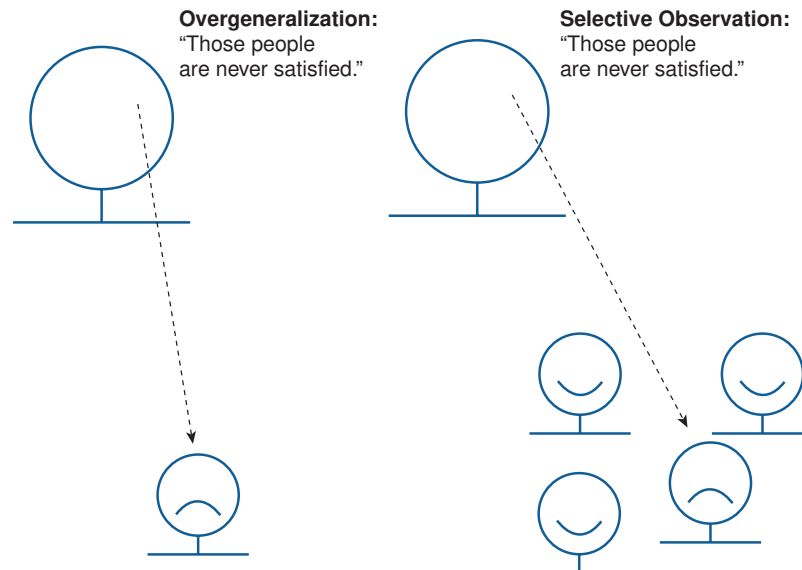 Overgeneralization:
“Those people
are never satisfied.”
Selective Observation:
“Those people
are never satisfied.”